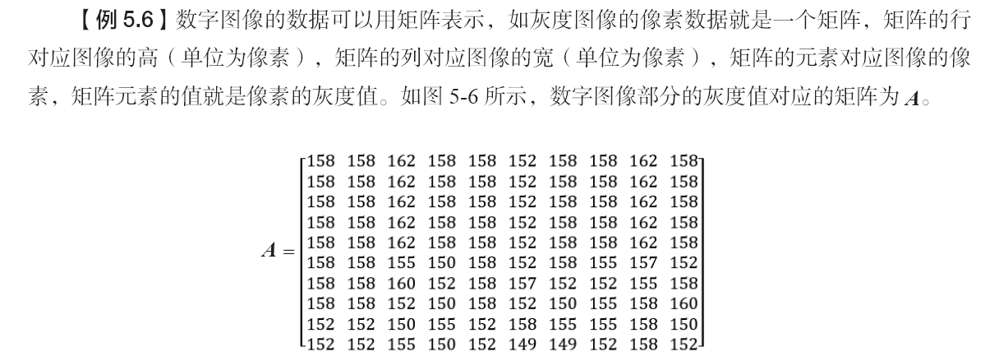 【例 5.6】数字图像的数据可以用矩阵表示，如灰度图像的像素数据就是一个矩阵，矩阵的行
对应图像的高（单位为像素），矩阵的列对应图像的宽（单位为像素），矩阵的元素对应图像的像
素，矩阵元素的值就是像素的灰度值。如图 5-6 所示，数字图像部分的灰度值对应的矩阵为 A。
158 158 162 158 158 152 158 158 162 158
158 158 162 158 158 152 158 158 162 158
158 158 162 158 158 152 158 158 162 158
158 158 162 158 158 152 158 158 162 158
A = 158 158 162 158 158 152 158 158 162 158
158 158 155 150 158 152 158 155 157 152
158 158 160 152 158 157 152 152 155 158
158 158 152 150 158 152 150 155 158 160
152 152 150 155 152 158 155 155 158 150
152 152 155 150 152 149 149 152 158 152